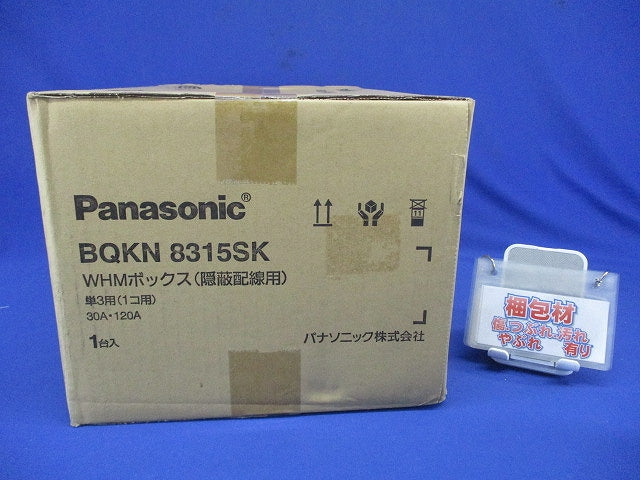 Panasonic®
BQKN 8315SK
WHMボックス(隠蔽配線用)
単3用(1コ用)
30A・120A
1台入
パナソニック株式会社
11
梱包材
傷、つぶれ、汚れ
やぶれ 有り